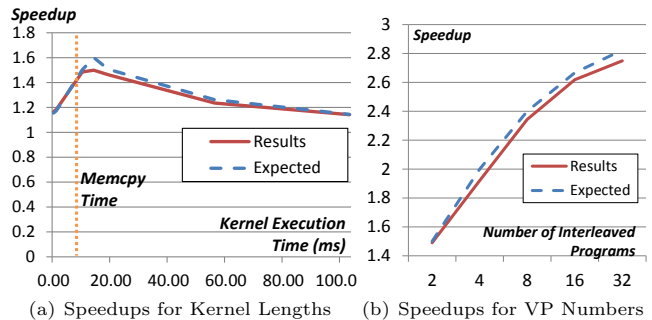 Speedup
1.8
1.6
1.4
1.2
1
0.8
0.6
0.4
0.2
0
Results
Expected
Memcpy
Time
Kernel Execution
Time (ms)
0.00 20.00 40.00 60.00 80.00 100.0
(a) Speedups for Kernel Lengths
3
2.8
2.6
2.4
2.2
2
1.8
1.6
1.4
Speedup
Results
Expected
Number of Interleaved
Programs
2 4 8 16 32
(b) Speedups for VP Numbers